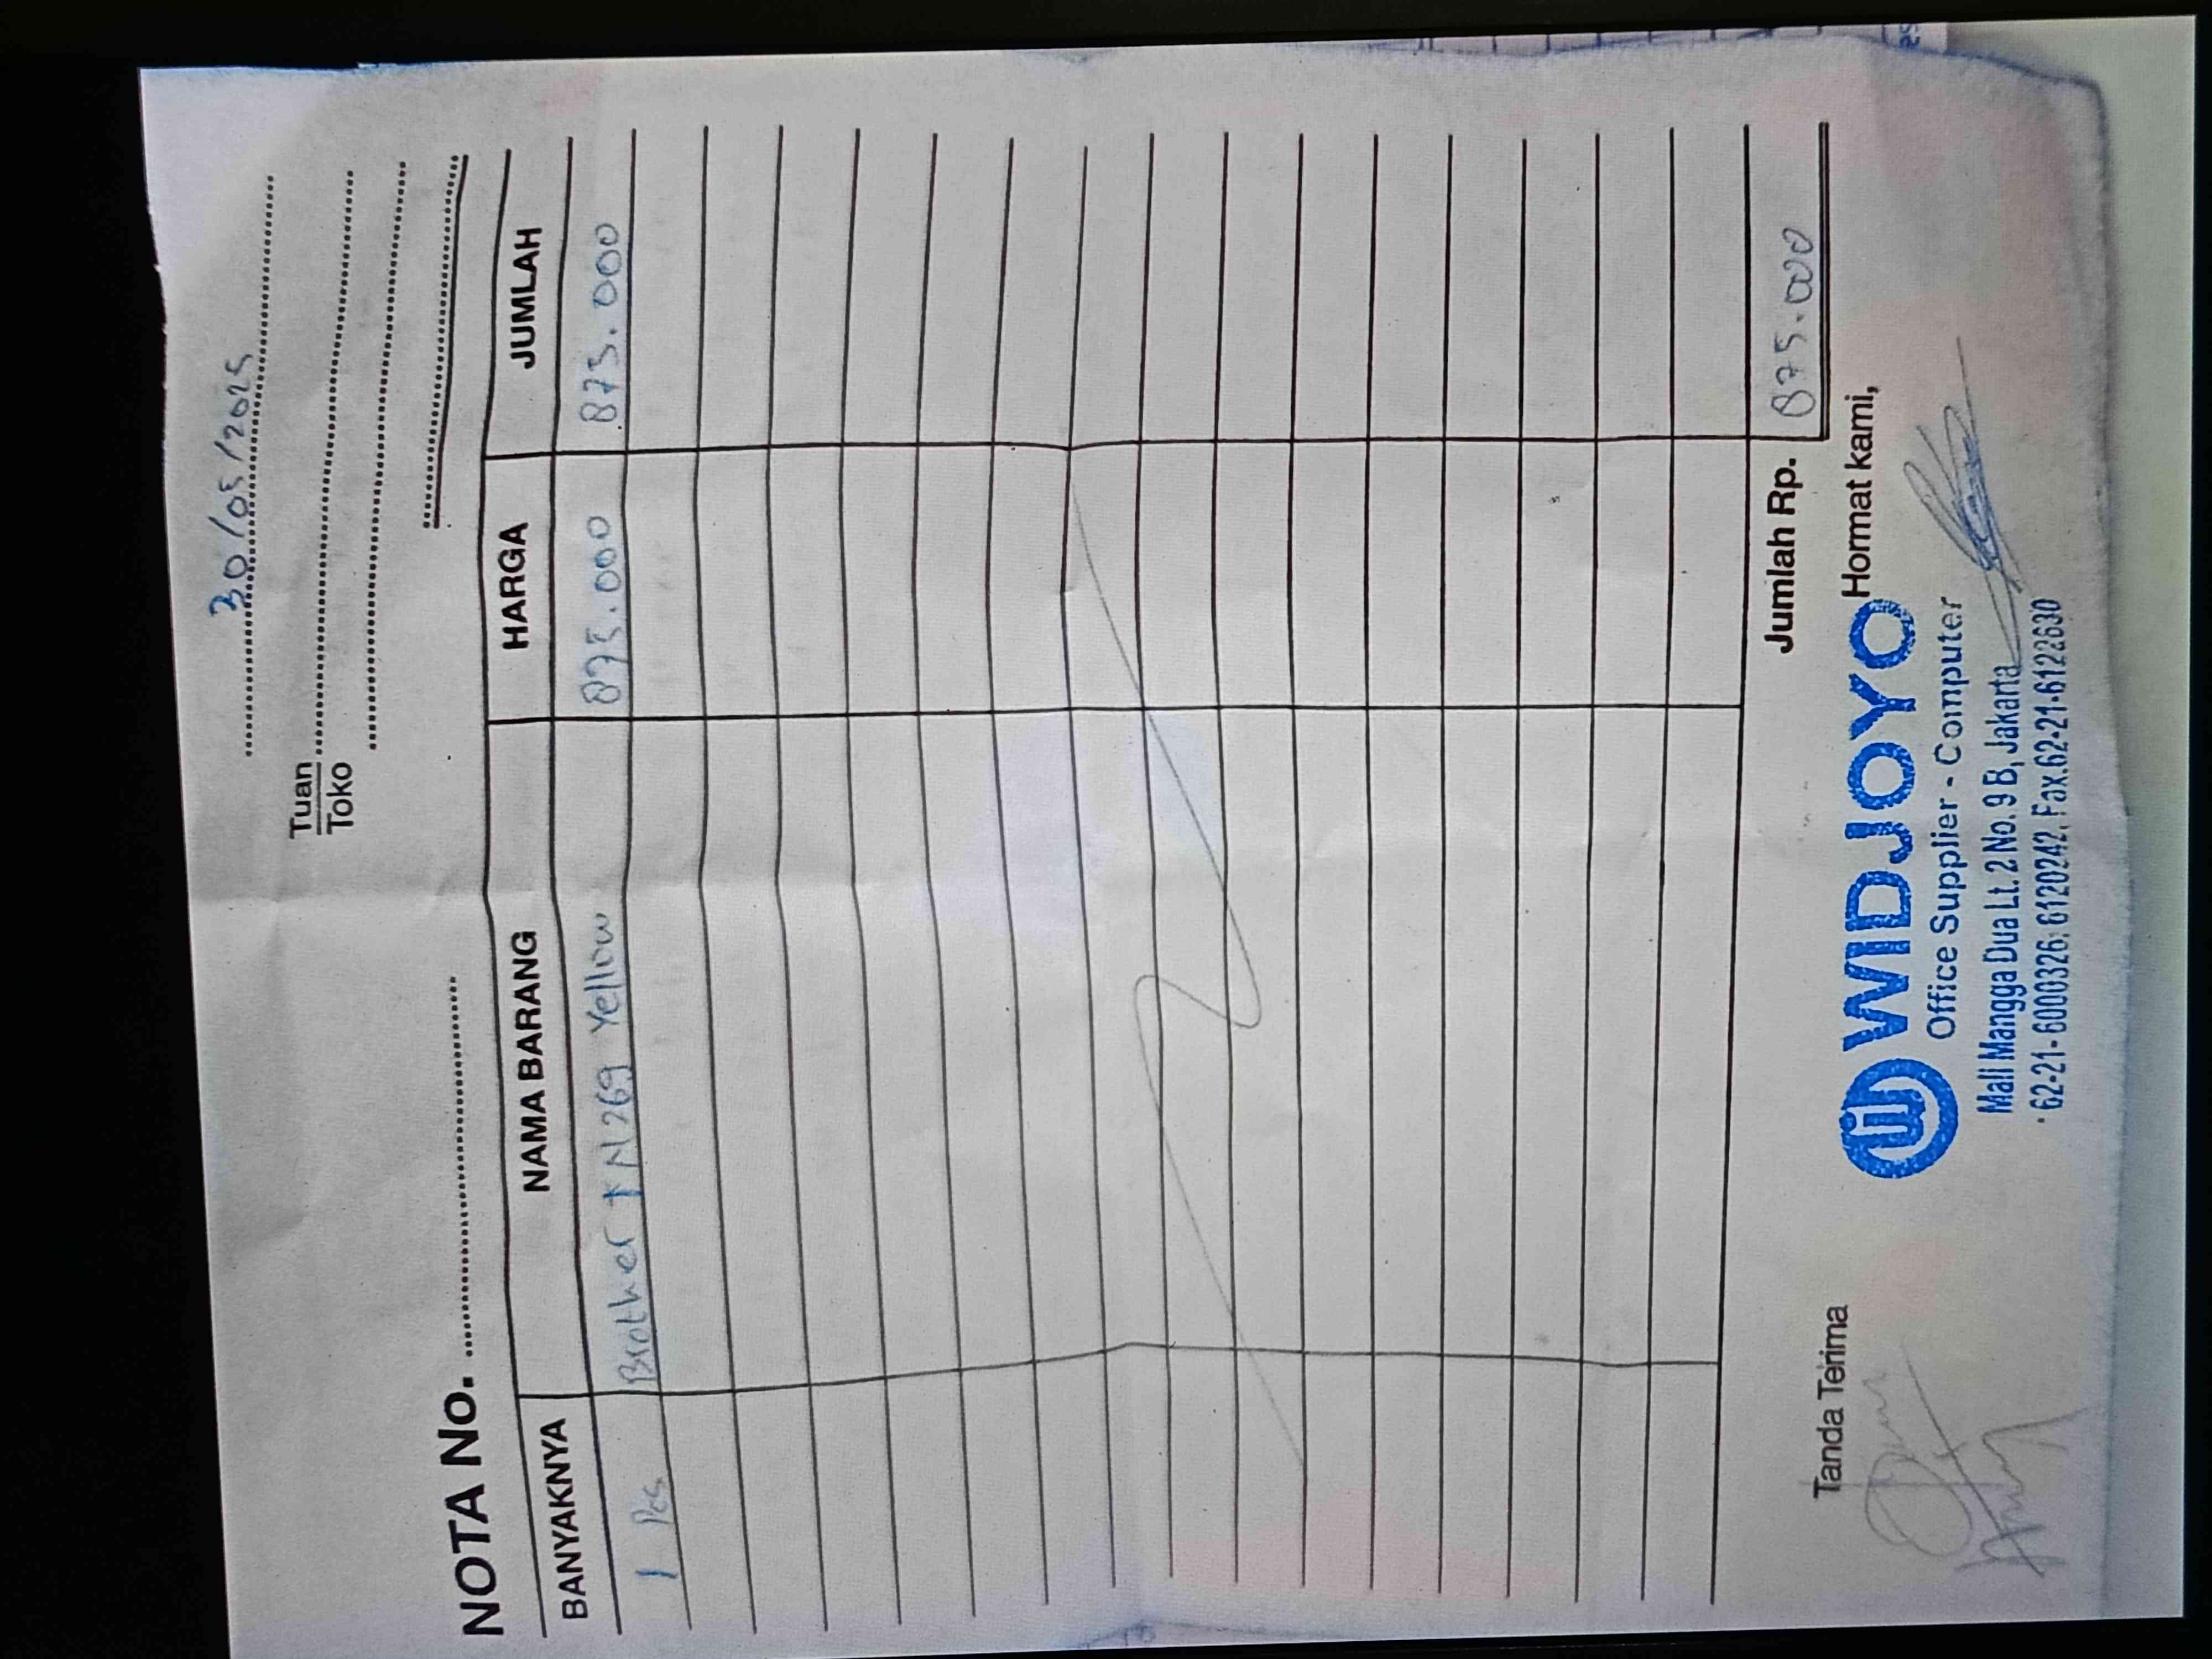 30/05/2025
Tuan
Toko
NOTA No.
BANYAKNYA NAMA BARANG HARGA JUMLAH
1 Pcs Brother TN 269 Yellow 875.000 875.000
Jumlah Rp. 875.000
Tanda Terima Hormat kami,
WIDJOYO
Office Supplier - Computer
Mall Mangga Dua Lt. 2 No. 9 B, Jakarta
62-21-6000326, 6120242, Fax.62-21-6122630